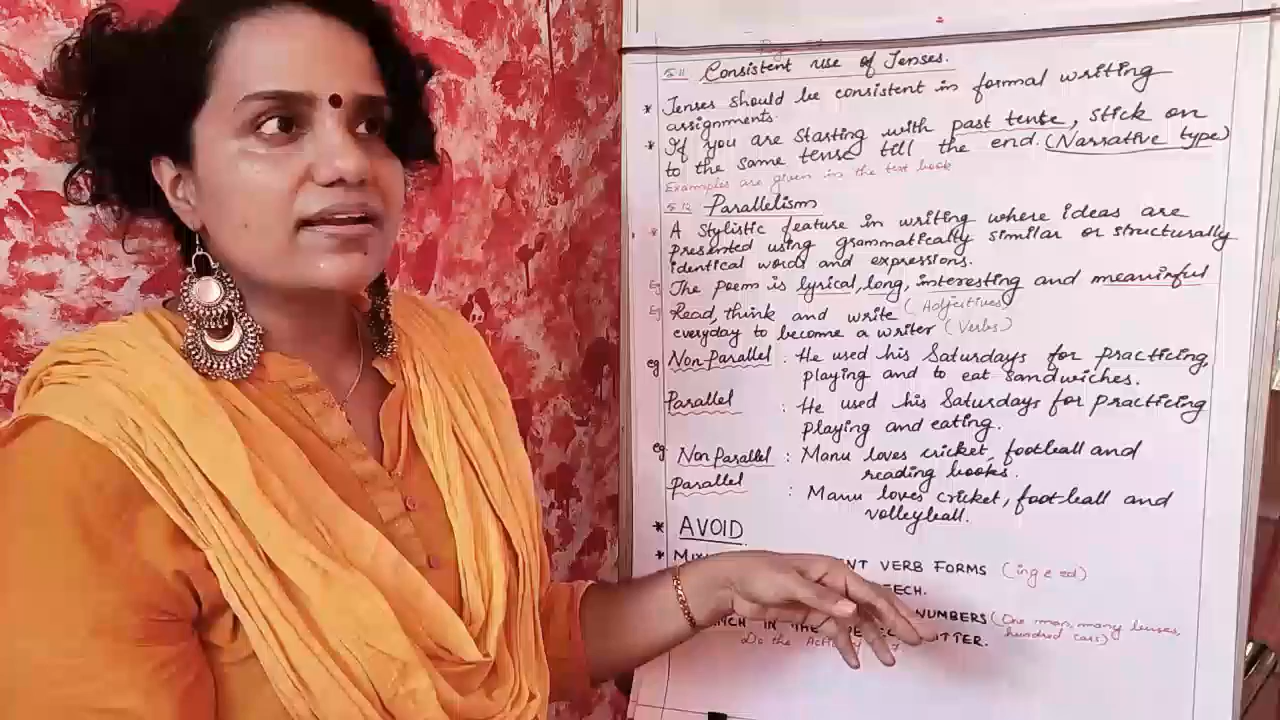 5.11 Consistent use of Tenses.
* Tenses should be consistent in formal writing
assignments.
* If you are starting with past tense, stick on
to the same tense till the end. (Narrative type)
Examples are given in the text book
5.12 Parallelism
* A stylistic feature in writing where ideas are
presented using grammatically similar or structurally
identical words and expressions.
Eg The poem is lyrical, long, interesting and meaninful
(Adjectives)
Eg Read, think and write
everyday to become a writer (Verbs)
eg Non Parallel : He used his Saturdays for practicing,
playing and to eat sandwiches.
Parallel : He used his Saturdays for practicing
playing and eating.
eg Non Parallel : Manu loves cricket, football and
reading books.
Parallel : Manu loves cricket, football and
volleyball.
* AVOID
* VERB FORMS (ing & ed)
NUMBERS (One man, many
hundred cars)
IN THE
Do the